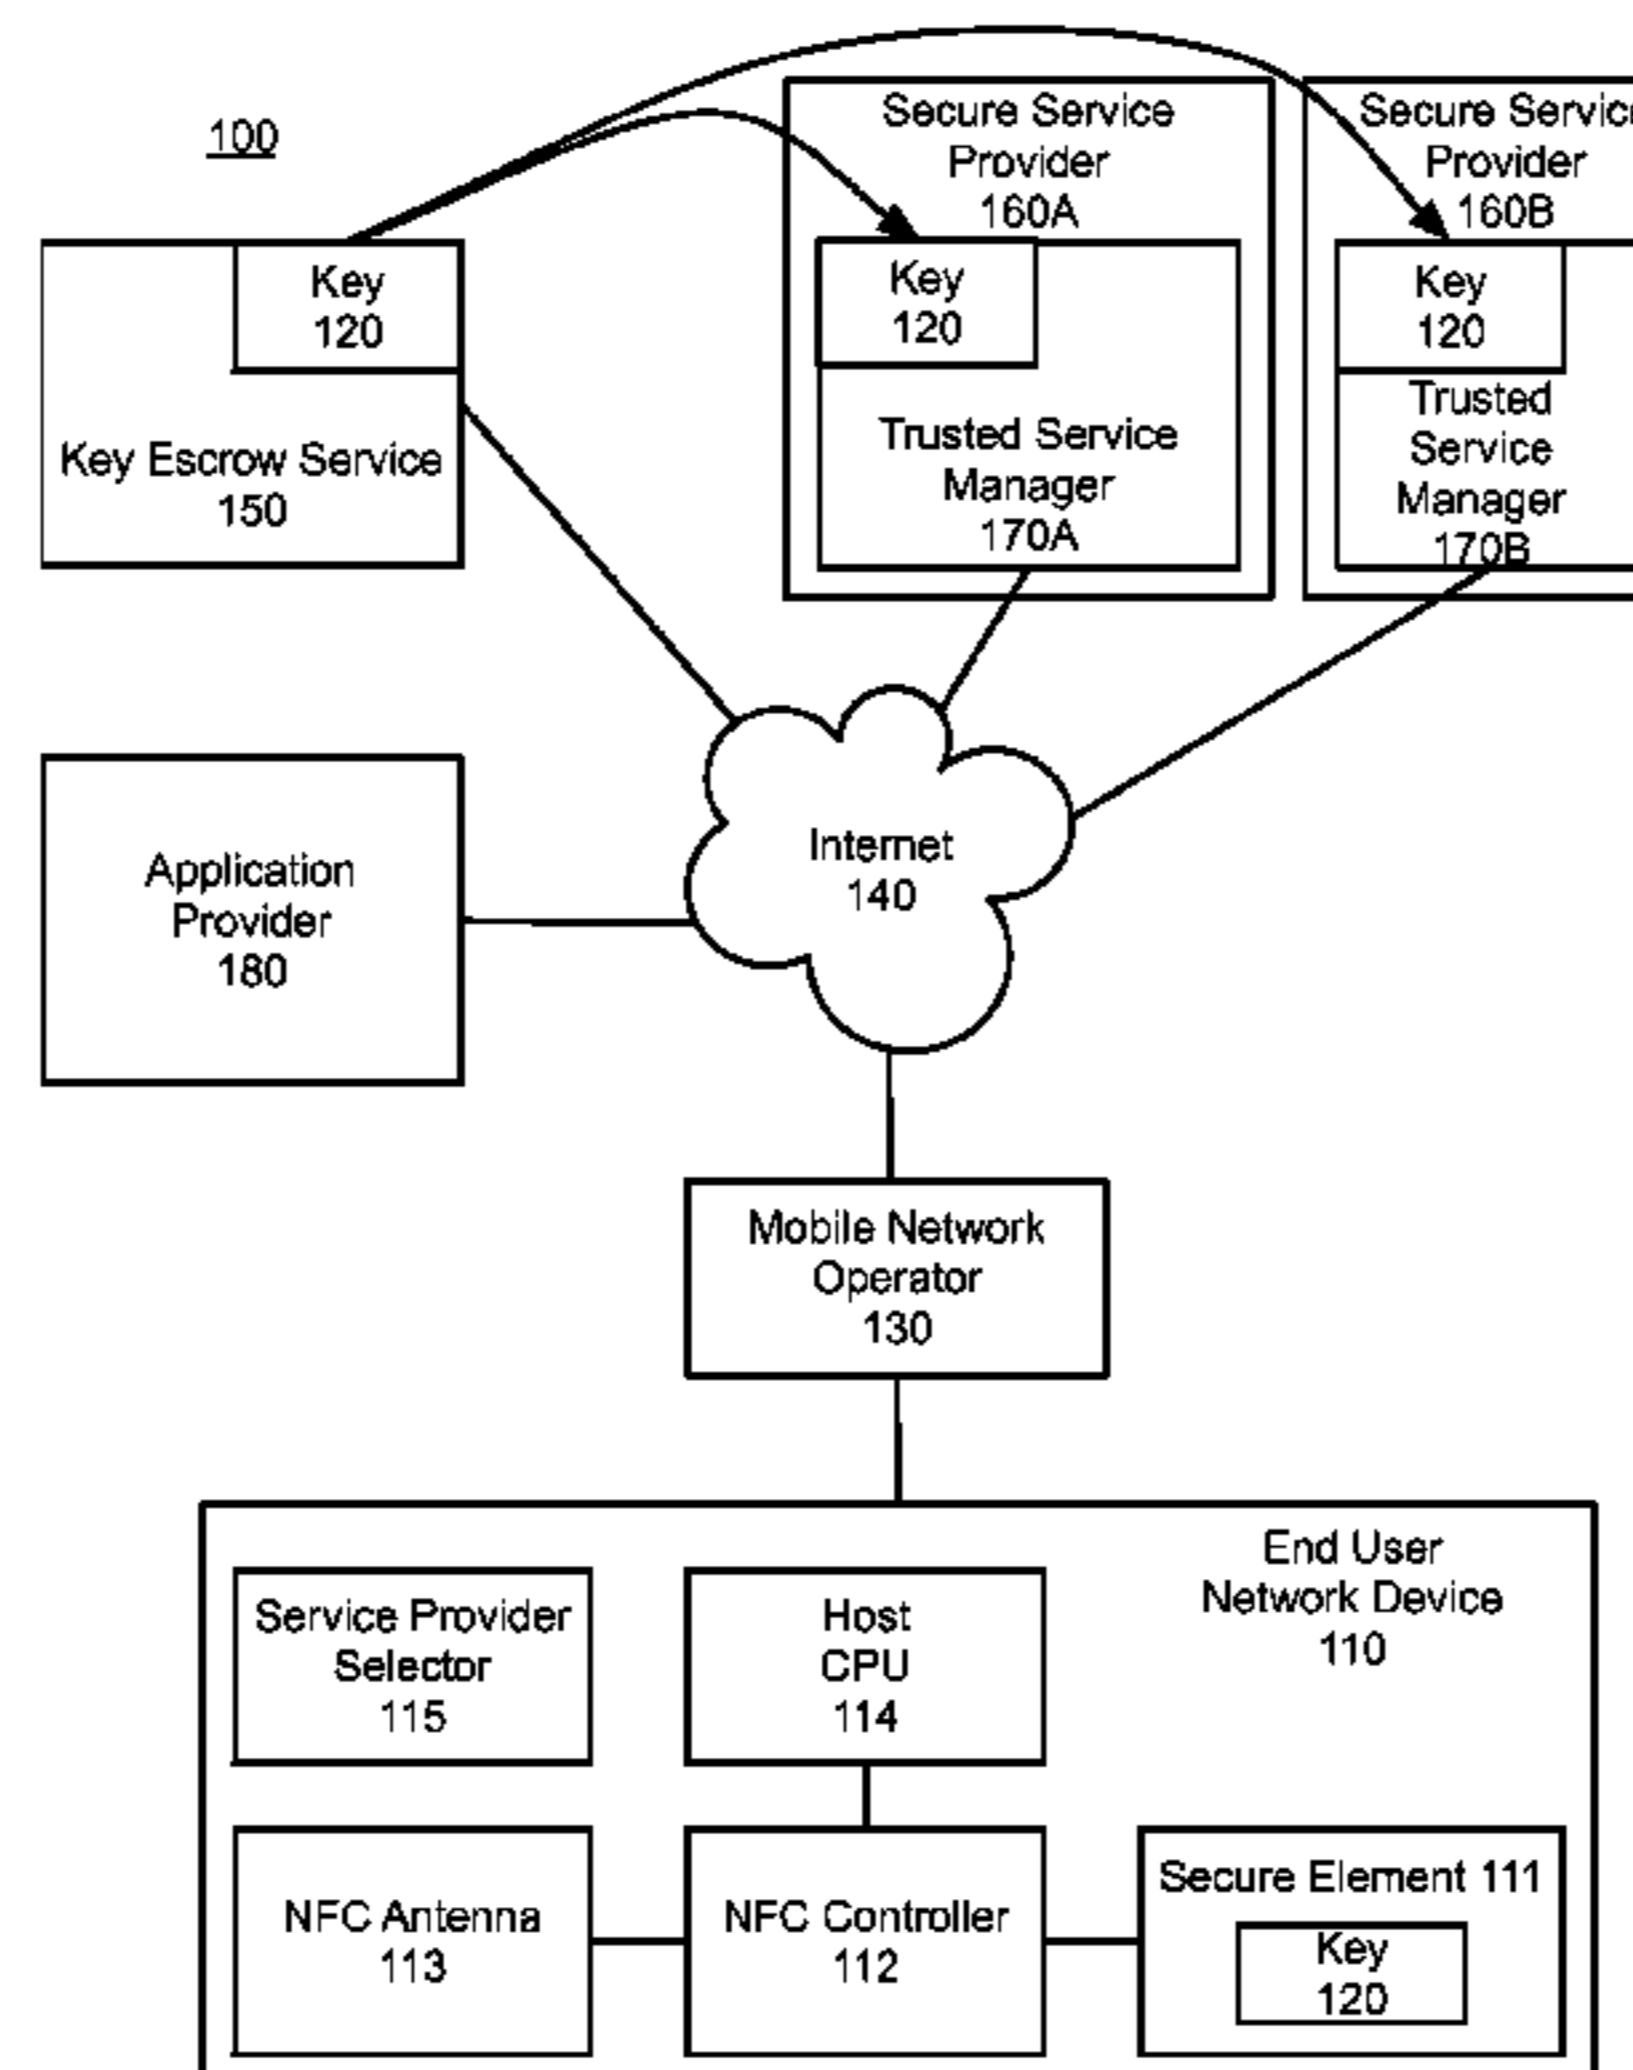 100
Secure Service
Provider
160A
Secure Service
Provider
160B
Key
120
Key
120
Key
120
Key Escrow Service
150
Trusted Service
Manager
170A
Trusted
Service
Manager
170B
Application
Provider
180
Internet
140
Mobile Network
Operator
130
End User
Network Device
110
Service Provider
Selector
115
Host
CPU
114
NFC Antenna
113
NFC Controller
112
Secure Element 111
Key
120